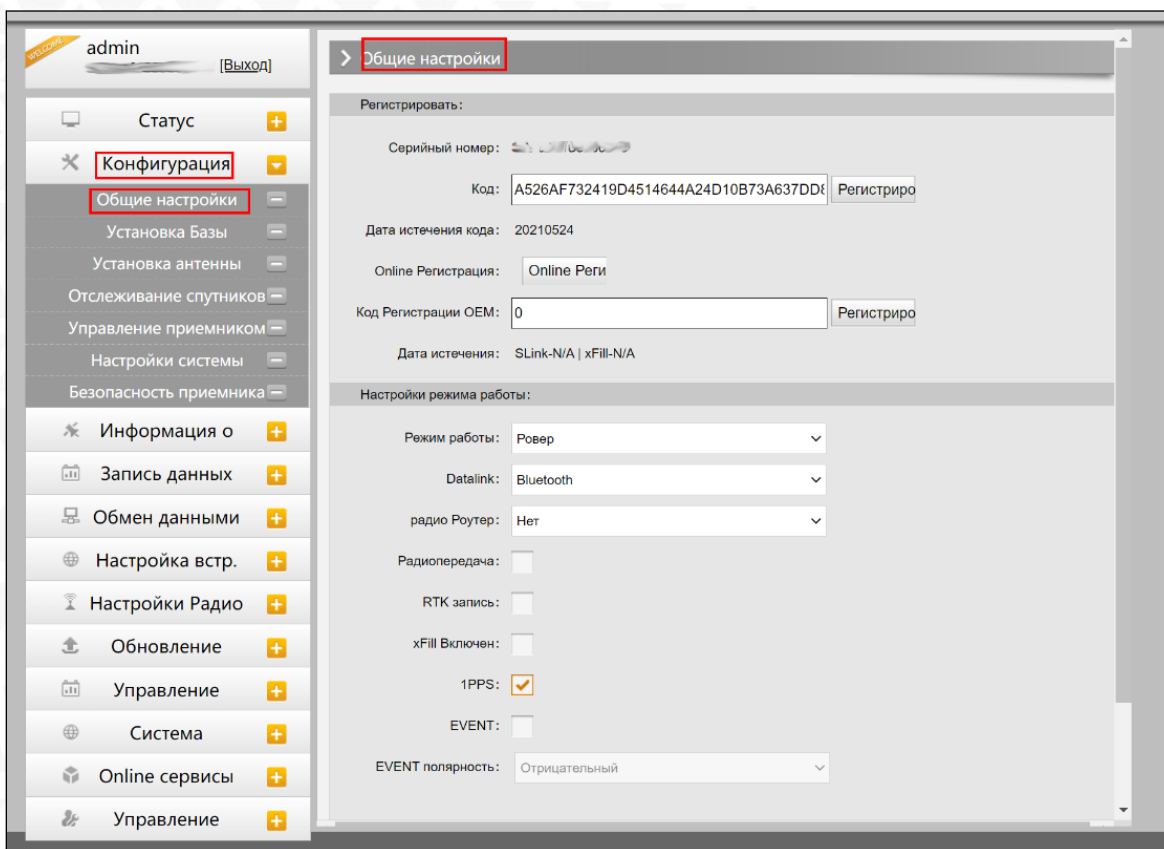 WELCOME
admin
[Выход]
Статус
Конфигурация
Общие настройки
Установка Базы
Установка антенны
Отслеживание спутников
Управление приемником
Настройки системы
Безопасность приемника
Информация о
Запись данных
Обмен данными
Настройка встр.
Настройки Радио
Обновление
Управление
Система
Online сервисы
Управление
Общие настройки
Регистрировать:
Серийный номер:
Код: A526AF732419D4514644A24D10B73A637DD8 Регистриро
Дата истечения кода: 20210524
Online Регистрация: Online Реги
Код Регистрации OEM: 0 Регистриро
Дата истечения: SLink-N/A | xFill-N/A
Настройки режима работы:
Режим работы: Ровер
Datalink: Bluetooth
радио Роутер: Нет
Радиопередача:
RTK запись:
xFill Включен:
1PPS:
EVENT:
EVENT полярность: Отрицательный